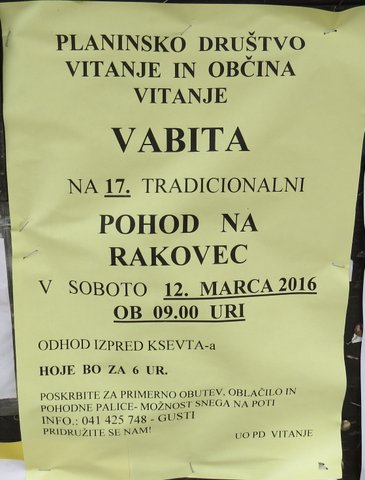 PLANINSKO DRUŠTVO
VITANJE IN OBČINA
VITANJE
VABITA
NA 17. TRADICIONALNI
POHOD NA
RAKOVEC
V SOBOTO 12. MARCA 2016
OB 09.00 URI
ODHOD IZPRED KSEVTA-a
HOJE BO ZA 6 UR.
POSKRBITE ZA PRIMERNO OBUTEV, OBLAČILO IN
POHODNE PALICE- MOŽNOST SNEGA NA POTI
INFO.: 041 425 748 - GUSTI
PRIDRUŽITE SE NAM!
UO PD VITANJE